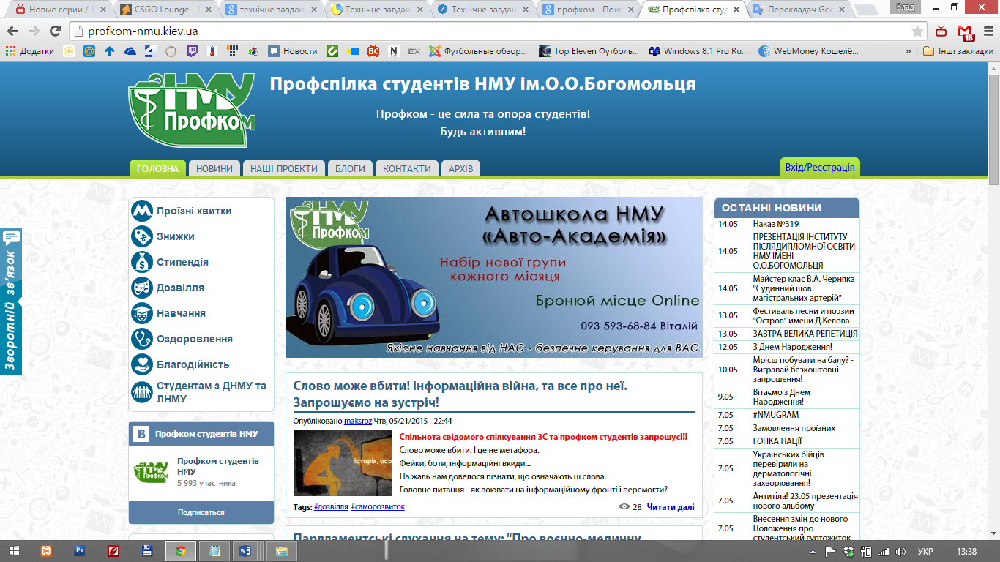 Новые серии / М
CSGO Lounge - F
технічне завдан
Технічне завдан
Технічне завдан
профком - Поис
Профспілка студ
Перекладач Goo
Влад
profkom-nmu.kiev.ua
18
Додатки
Новости
Футбольные обзор...
Top Eleven Футболь...
Windows 8.1 Pro Ru...
WebMoney Кошелё...
»
Інші закладки
НМУ
Профком
Профспілка студентів НМУ ім.О.О.Богомольця
Профком - це сила та опора студентів!
Будь активним!
ГОЛОВНА
НОВИНИ
НАШІ ПРОЕКТИ
БЛОГИ
КОНТАКТИ
АРХІВ
Вхід/Реєстрація
Зворотній зв’язок
Проїзні квитки
Знижки
Стипендія
Дозвілля
Навчання
Оздоровлення
Благодійність
Студентам з ДНМУ та
ЛНМУ
В Профком студентів НМУ
Профком студентів
НМУ
5 993 участника
Подписаться
НМУ
Профком
Автошкола НМУ
«Авто-Академія»
Набір нової групи
кожного місяця
Бронюй місце Online
093 593-68-84 Віталій
Якісне навчання від НАС - безпечне керування для ВАС
Слово може вбити! Інформаційна війна, та все про неї.
Запрошуємо на зустріч!
Опубліковано maksroz Чтв, 05/21/2015 - 22:44
історія, осо
Спільнота свідомого спілкування 3С та профком студентів запрошує!!!
Слово може вбити. І це не метафора.
Фейки, боти, інформаційні вкиди...
На жаль нам довелося пізнати, що означають ці слова.
Головне питання - як воювати на інформаційному фронті і перемогти?
Tags: #дозвілля #саморозвиток
28 Читати далі
Парламентські слухання на тему: "Про воєнно-медичну
ОСТАННІ НОВИНИ
14.05 Наказ №319
14.05 ПРЕЗЕНТАЦІЯ ІНСТИТУТУ
ПІСЛЯДИПЛОМНОЇ ОСВІТИ
НМУ ІМЕНІ
О.О.БОГОМОЛЬЦЯ
14.05 Майстер клас В.А. Черняка
"Судинний шов
магістральних артерій"
13.05 Фестиваль песни и поэзии
"Остров" имени Д.Келова
13.05 ЗАВТРА ВЕЛИКА РЕПЕТИЦІЯ
12.05 З Днем Народження!
10.05 Мрієш побувати на балу? -
Вигравай безкоштовні
запрошення!
9.05 Вітаємо з Днем
Народження!
7.05 #NMUGRAM
7.05 Замовлення проїзних
7.05 ГОНКА НАЦІЇ
7.05 Українських бійців
перевірили на
дерматологічні
захворювання!
7.05 Антитіла! 23.05 презентація
нового альбому
7.05 Внесення змін до нового
Положення про
студентський гуртожиток
УКР
13:38